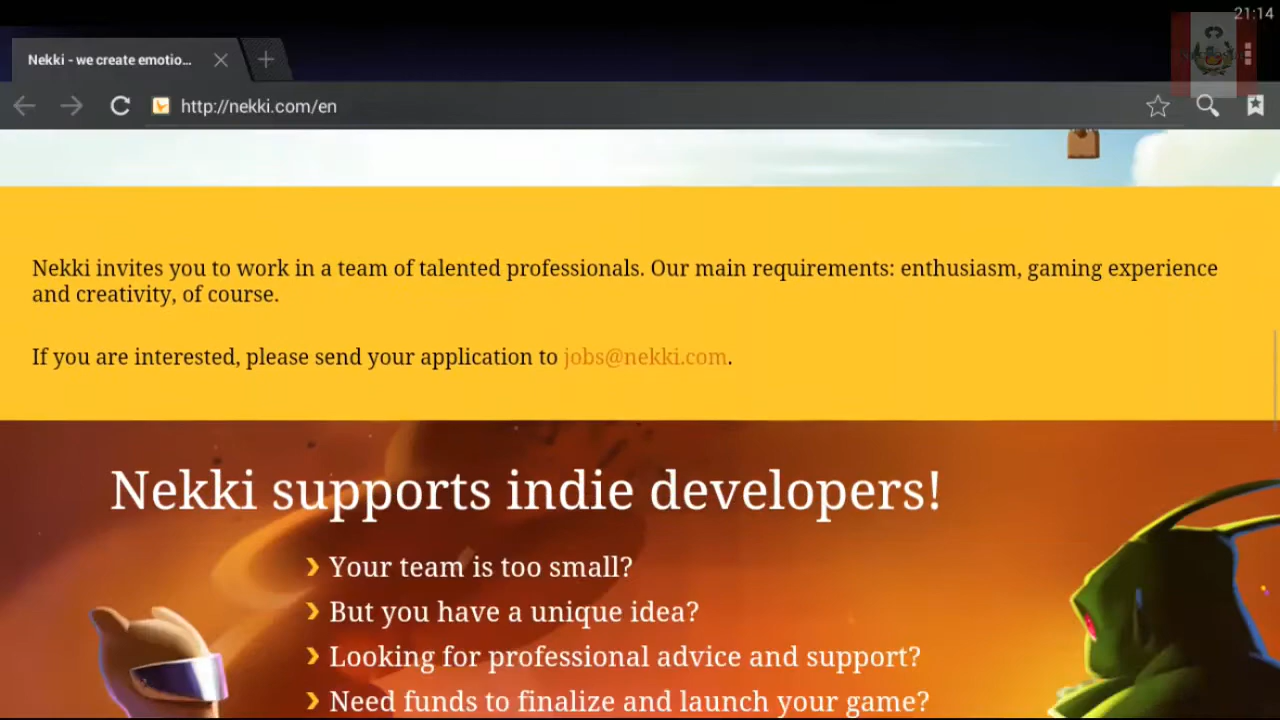 21:14
Nekki - we create emotio...
http://nekki.com/en
Nekki invites you to work in a team of talented professionals. Our main requirements: enthusiasm, gaming experience
and creativity, of course.
If you are interested, please send your application to jobs@nekki.com.
Nekki supports indie developers!
Your team is too small?
But you have a unique idea?
Looking for professional advice and support?
Need funds to finalize and launch your game?